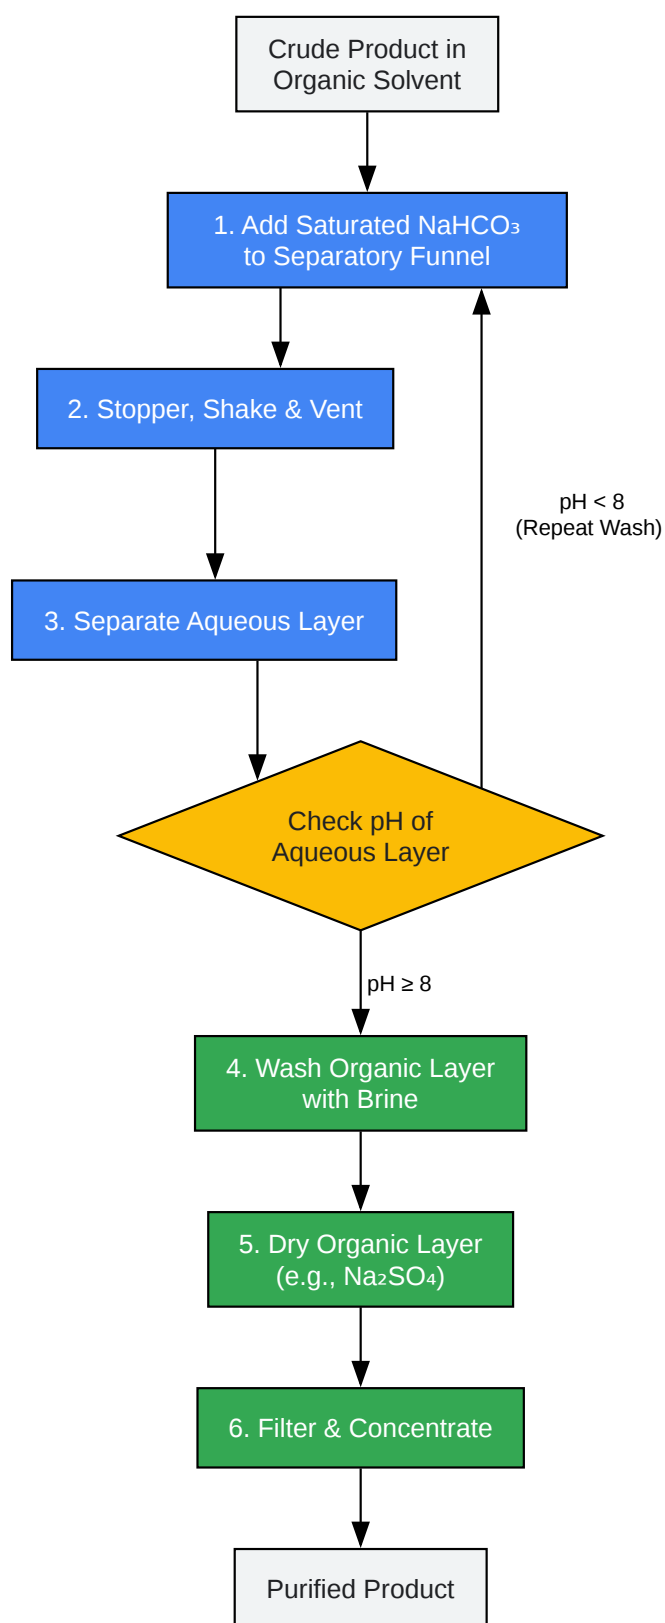 Crude Product in
Organic Solvent
1. Add Saturated NaHCO₃
to Separatory Funnel
2. Stopper, Shake & Vent
pH < 8
(Repeat Wash)
3. Separate Aqueous Layer
Check pH of
Aqueous Layer
pH ≥ 8
4. Wash Organic Layer
with Brine
5. Dry Organic Layer
(e.g., Na₂SO₄)
6. Filter & Concentrate
Purified Product